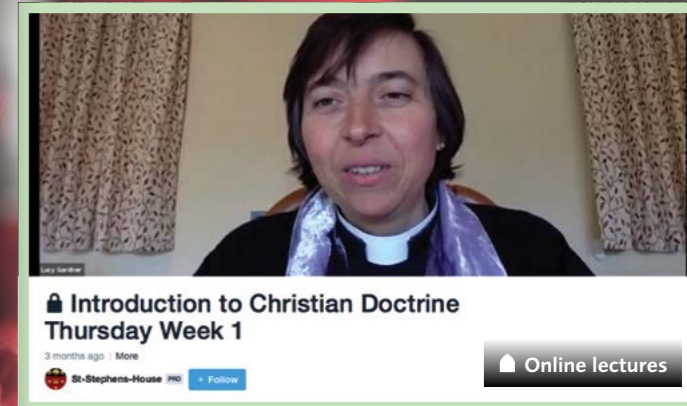 Lucy Gardner
Introduction to Christian Doctrine
Thursday Week 1
3 months ago | More
St-Stephens-House PRO + Follow
Online lectures